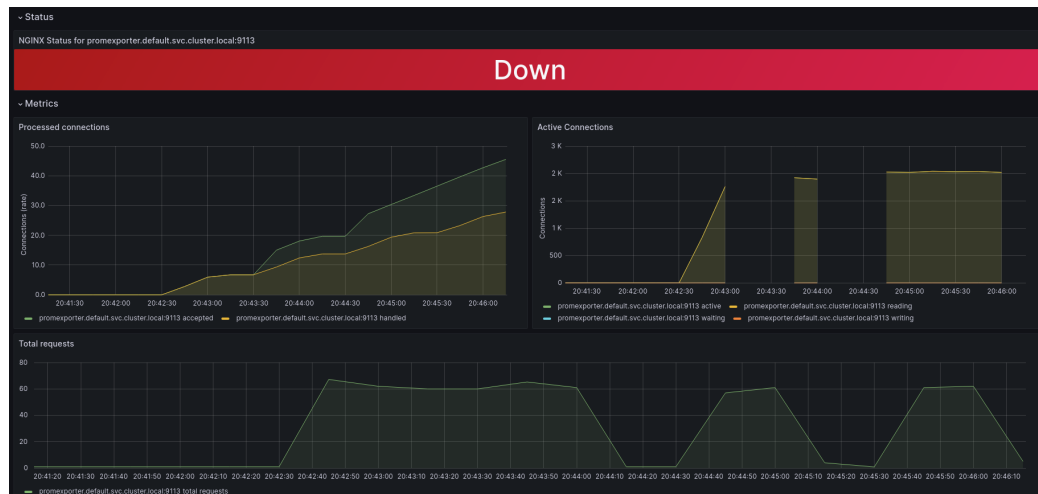 Status
NGINX Status for promexporter.default.svc.cluster.local:9113
Down
Metrics
Processed connections
50.0
40.0
30.0
20.0
10.0
0.0
Connections (rate)
20:41:30 20:42:00 20:42:30 20:43:00 20:43:30 20:44:00 20:44:30 20:45:00 20:45:30 20:46:00
promexporter.default.svc.cluster.local:9113 accepted promexporter.default.svc.cluster.local:9113 handled
Active Connections
3 K
2 K
2 K
1 K
500
0
Connections
20:41:30 20:42:00 20:42:30 20:43:00 20:43:30 20:44:00 20:44:30 20:45:00 20:45:30 20:46:00
promexporter.default.svc.cluster.local:9113 active promexporter.default.svc.cluster.local:9113 reading
promexporter.default.svc.cluster.local:9113 waiting promexporter.default.svc.cluster.local:9113 writing
Total requests
80
60
40
20
0
20:41:20 20:41:30 20:41:40 20:41:50 20:42:00 20:42:10 20:42:20 20:42:30 20:42:40 20:42:50 20:43:00 20:43:10 20:43:20 20:43:30 20:43:40 20:43:50 20:44:00 20:44:10 20:44:20 20:44:30 20:44:40 20:44:50 20:45:00 20:45:10 20:45:20 20:45:30 20:45:40 20:45:50 20:46:00 20:46:10
promexporter.default.svc.cluster.local:9113 total requests